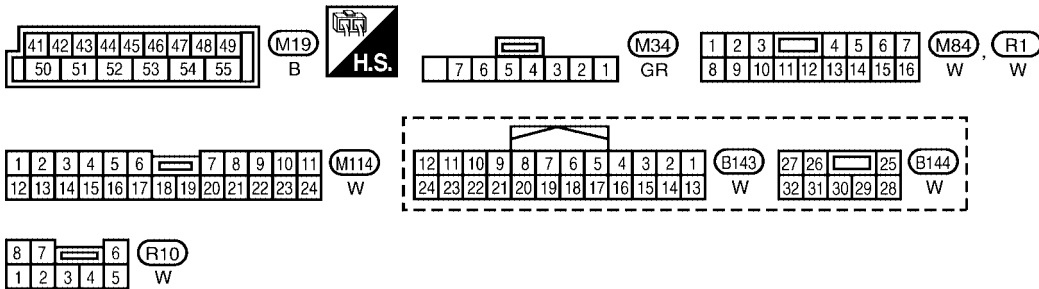 41 42 43 44 45 46 47 48 49
50 51 52 53 54 55
M19
B
H.S.
7 6 5 4 3 2 1
M34
GR
1 2 3 4 5 6 7
8 9 10 11 12 13 14 15 16
M84 , R1
W W
1 2 3 4 5 6 7 8 9 10 11
12 13 14 15 16 17 18 19 20 21 22 23 24
M114
W
12 11 10 9 8 7 6 5 4 3 2 1
24 23 22 21 20 19 18 17 16 15 14 13
B143
W
27 26 25
32 31 30 29 28
B144
W
8 7 6
1 2 3 4 5
R10
W